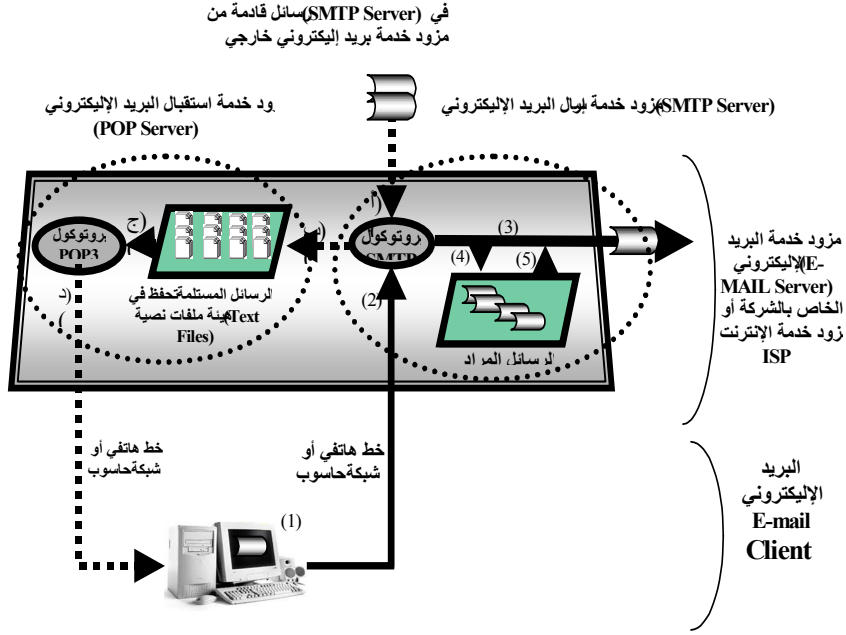 رسائل قادمة من (SMTP Server) في
مزود خدمة بريد إليكتروني خارجي
زود خدمة استقبال البريد الإليكتروني
(POP Server)
مزود خدمة البريد الإليكتروني (SMTP Server)
بروتوكول
POP3
(ج
بروتوكول
SMTP
(أ
(3)
(4)
(5)
(2)
(د
(
الرسائل المستلمة تحفظ في
هيئة ملفات نصية (Text
Files)
الرسائل المراد
مزود خدمة البريد
الإليكتروني (E-
MAIL Server)
الخاص بالشركة أو
زود خدمة الإنترنت
ISP
خط هاتفي أو
شبكة حاسوب
خط هاتفي أو
شبكة حاسوب
(1)
البريد
الإليكتروني
E-mail
Client